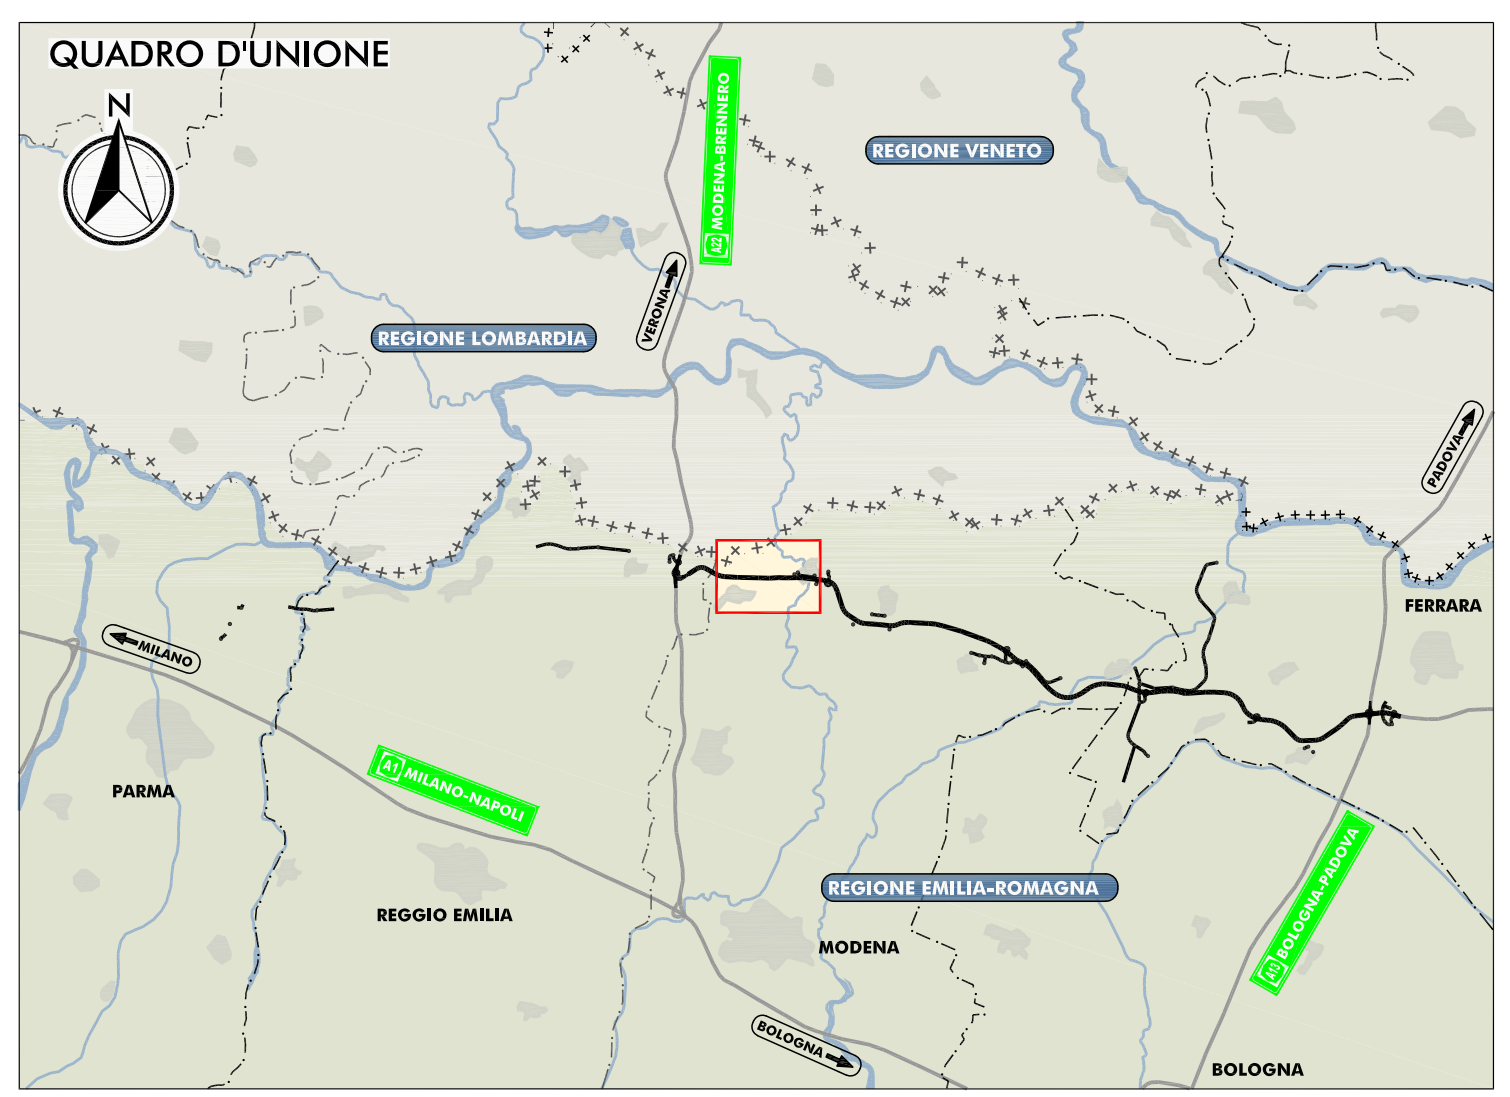 QUADRO D'UNIONE
N
A22 MODENA-BRENNERO
REGIONE VENETO
VERONA
REGIONE LOMBARDIA
PADOVA
FERRARA
MILANO
PARMA
A1 MILANO-NAPOLI
REGGIO EMILIA
REGIONE EMILIA-ROMAGNA
A13 BOLOGNA-PADOVA
MODENA
BOLOGNA
BOLOGNA